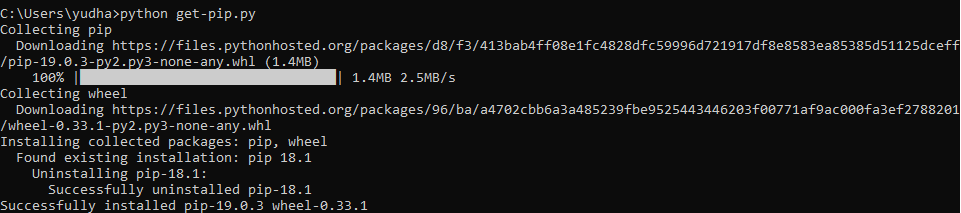 C:\Users\yudha>python get-pip.py
Collecting pip
  Downloading https://files.pythonhosted.org/packages/d8/f3/413bab4ff08e1fc4828dfc59996d721917df8e8583ea85385d51125dceff
/pip-19.0.3-py2.py3-none-any.whl (1.4MB)
    100% |████████████████████████████████| 1.4MB 2.5MB/s
Collecting wheel
  Downloading https://files.pythonhosted.org/packages/96/ba/a4702cbb6a3a485239fbe9525443446203f00771af9ac000fa3ef2788201
/wheel-0.33.1-py2.py3-none-any.whl
Installing collected packages: pip, wheel
  Found existing installation: pip 18.1
    Uninstalling pip-18.1:
      Successfully uninstalled pip-18.1
Successfully installed pip-19.0.3 wheel-0.33.1